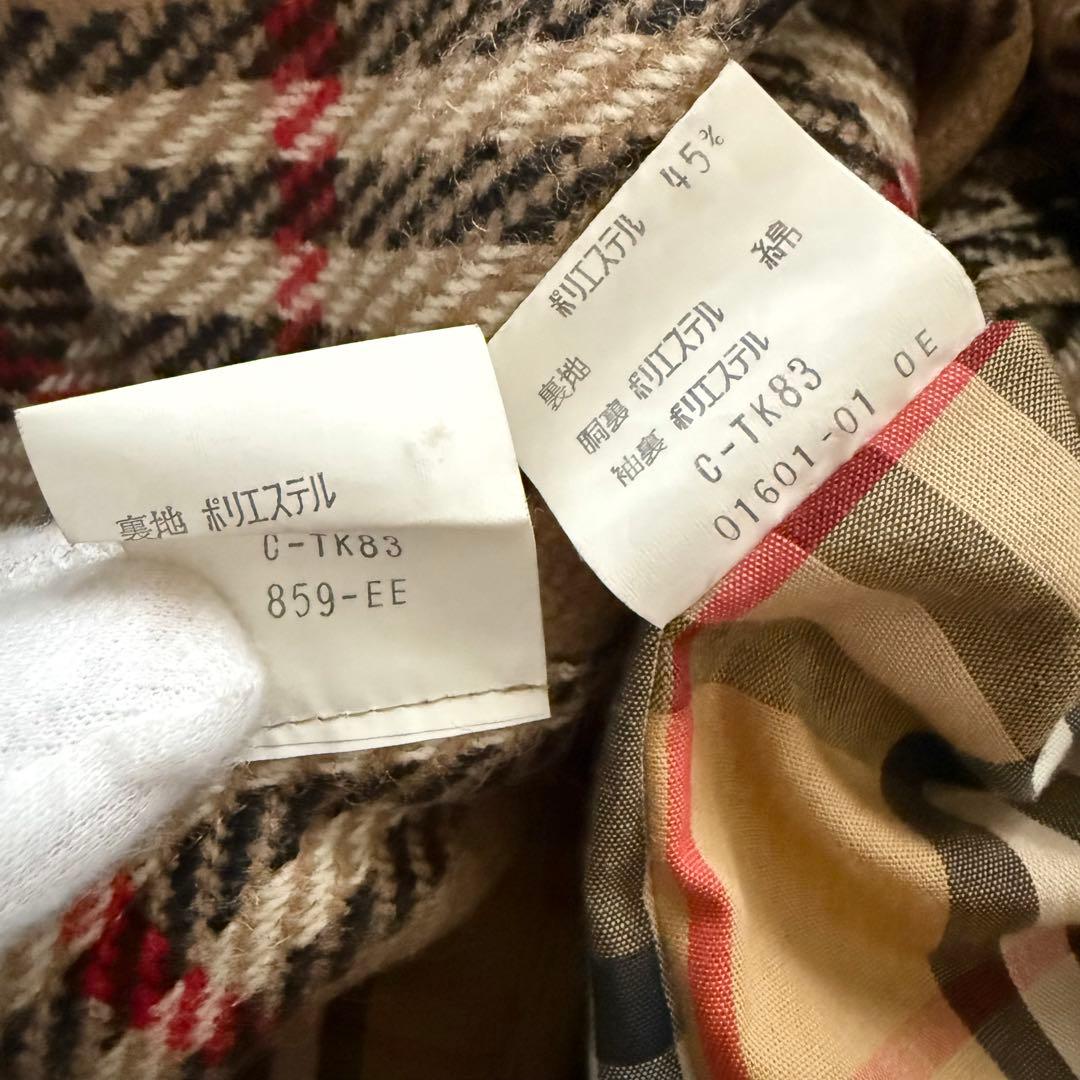 裏地 ポリエステル
C-TK83
859-EE
ポリエステル 45%
裏地 綿
胴裏 ポリエステル
袖裏 ポリエステル
C-TK83
01601-01 0E